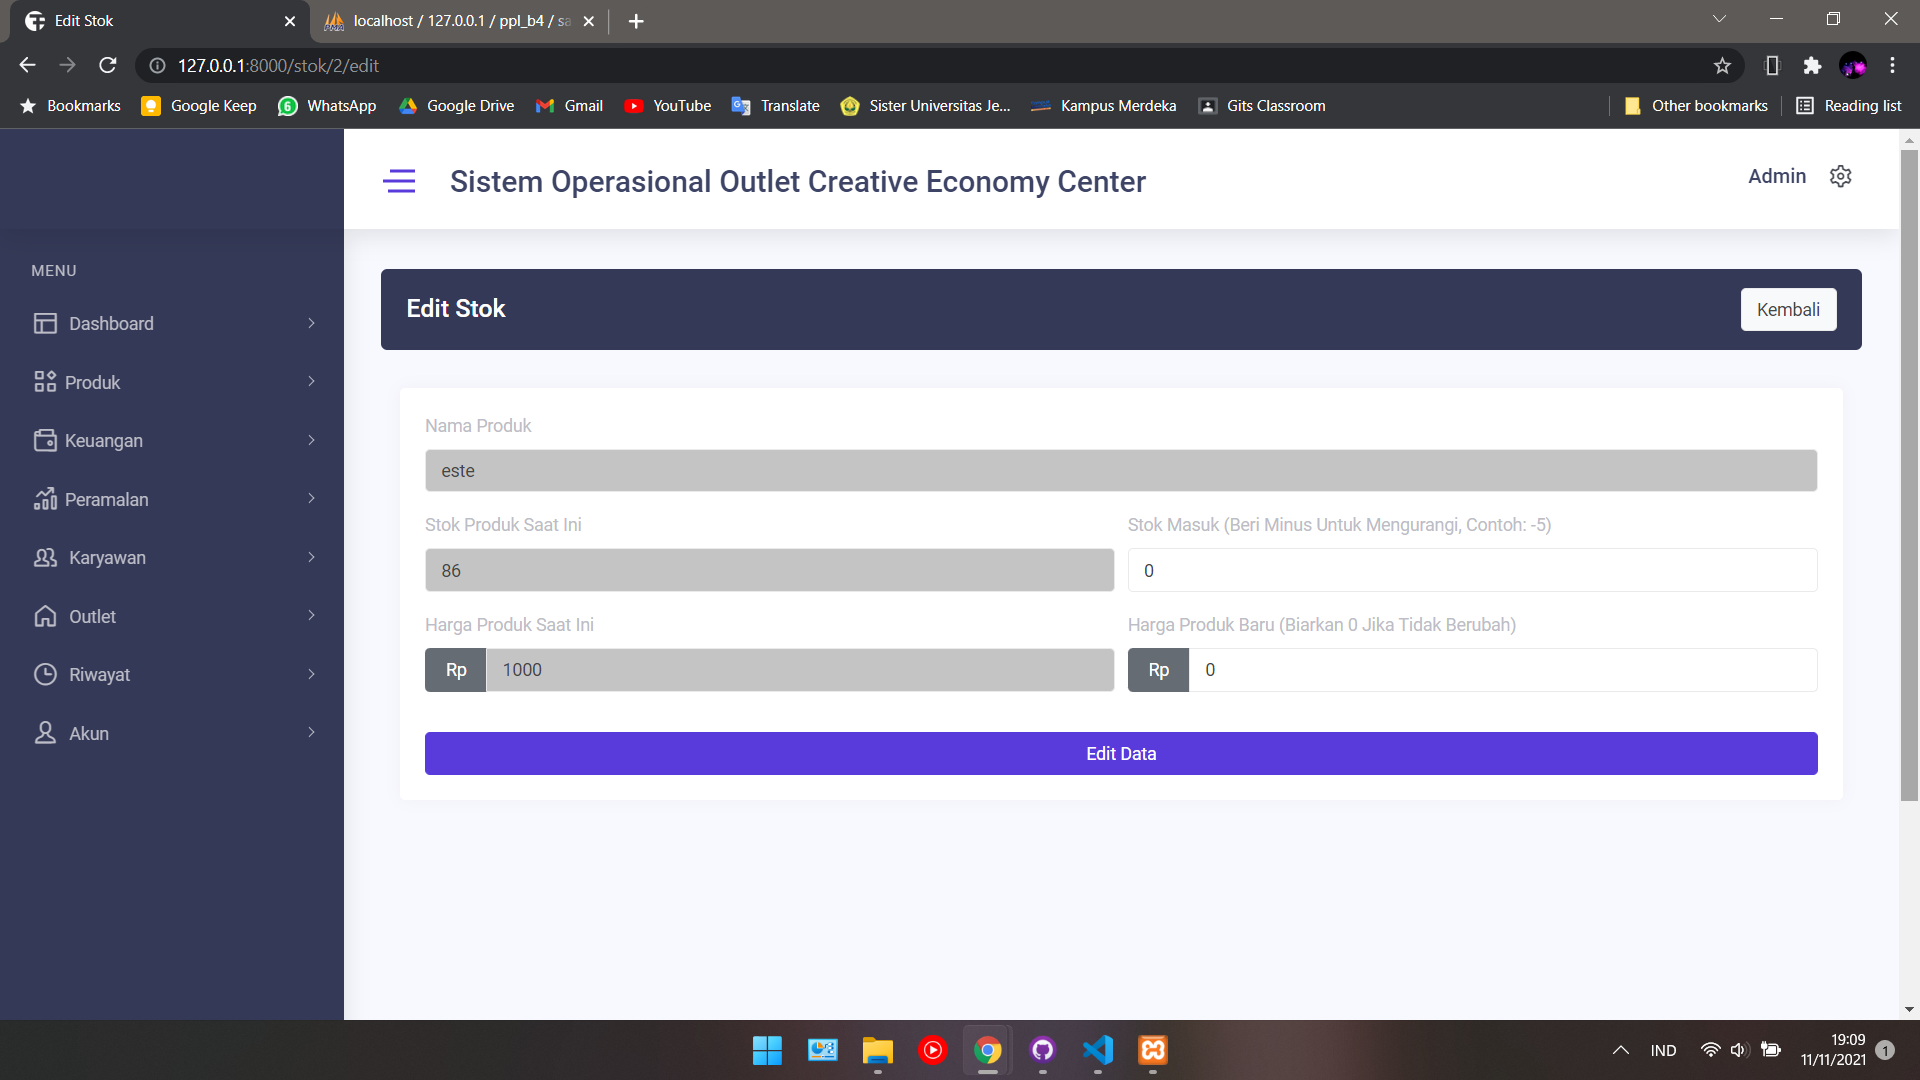 Edit Stok
localhost / 127.0.0.1 / ppl_b4 / sa
127.0.0.1:8000/stok/2/edit
Bookmarks
Google Keep
WhatsApp
Google Drive
Gmail
YouTube
Translate
Sister Universitas Je...
Kampus Merdeka
Gits Classroom
Other bookmarks
Reading list
Sistem Operasional Outlet Creative Economy Center
Admin
MENU
Dashboard
Produk
Keuangan
Peramalan
Karyawan
Outlet
Riwayat
Akun
Edit Stok
Kembali
Nama Produk
este
Stok Produk Saat Ini
Stok Masuk (Beri Minus Untuk Mengurangi, Contoh: -5)
86
0
Harga Produk Saat Ini
Harga Produk Baru (Biarkan 0 Jika Tidak Berubah)
Rp 1000
Rp 0
Edit Data
IND
19:09
11/11/2021
1